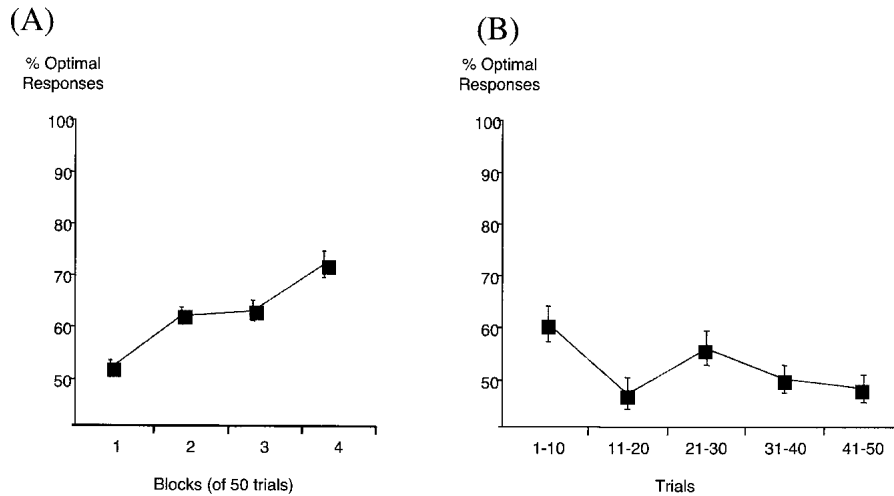 (A)
% Optimal
Responses
100
90
80
70
60
50
1 2 3 4
Blocks (of 50 trials)
(B)
% Optimal
Responses
100
90
80
70
60
50
1-10 11-20 21-30 31-40 41-50
Trials